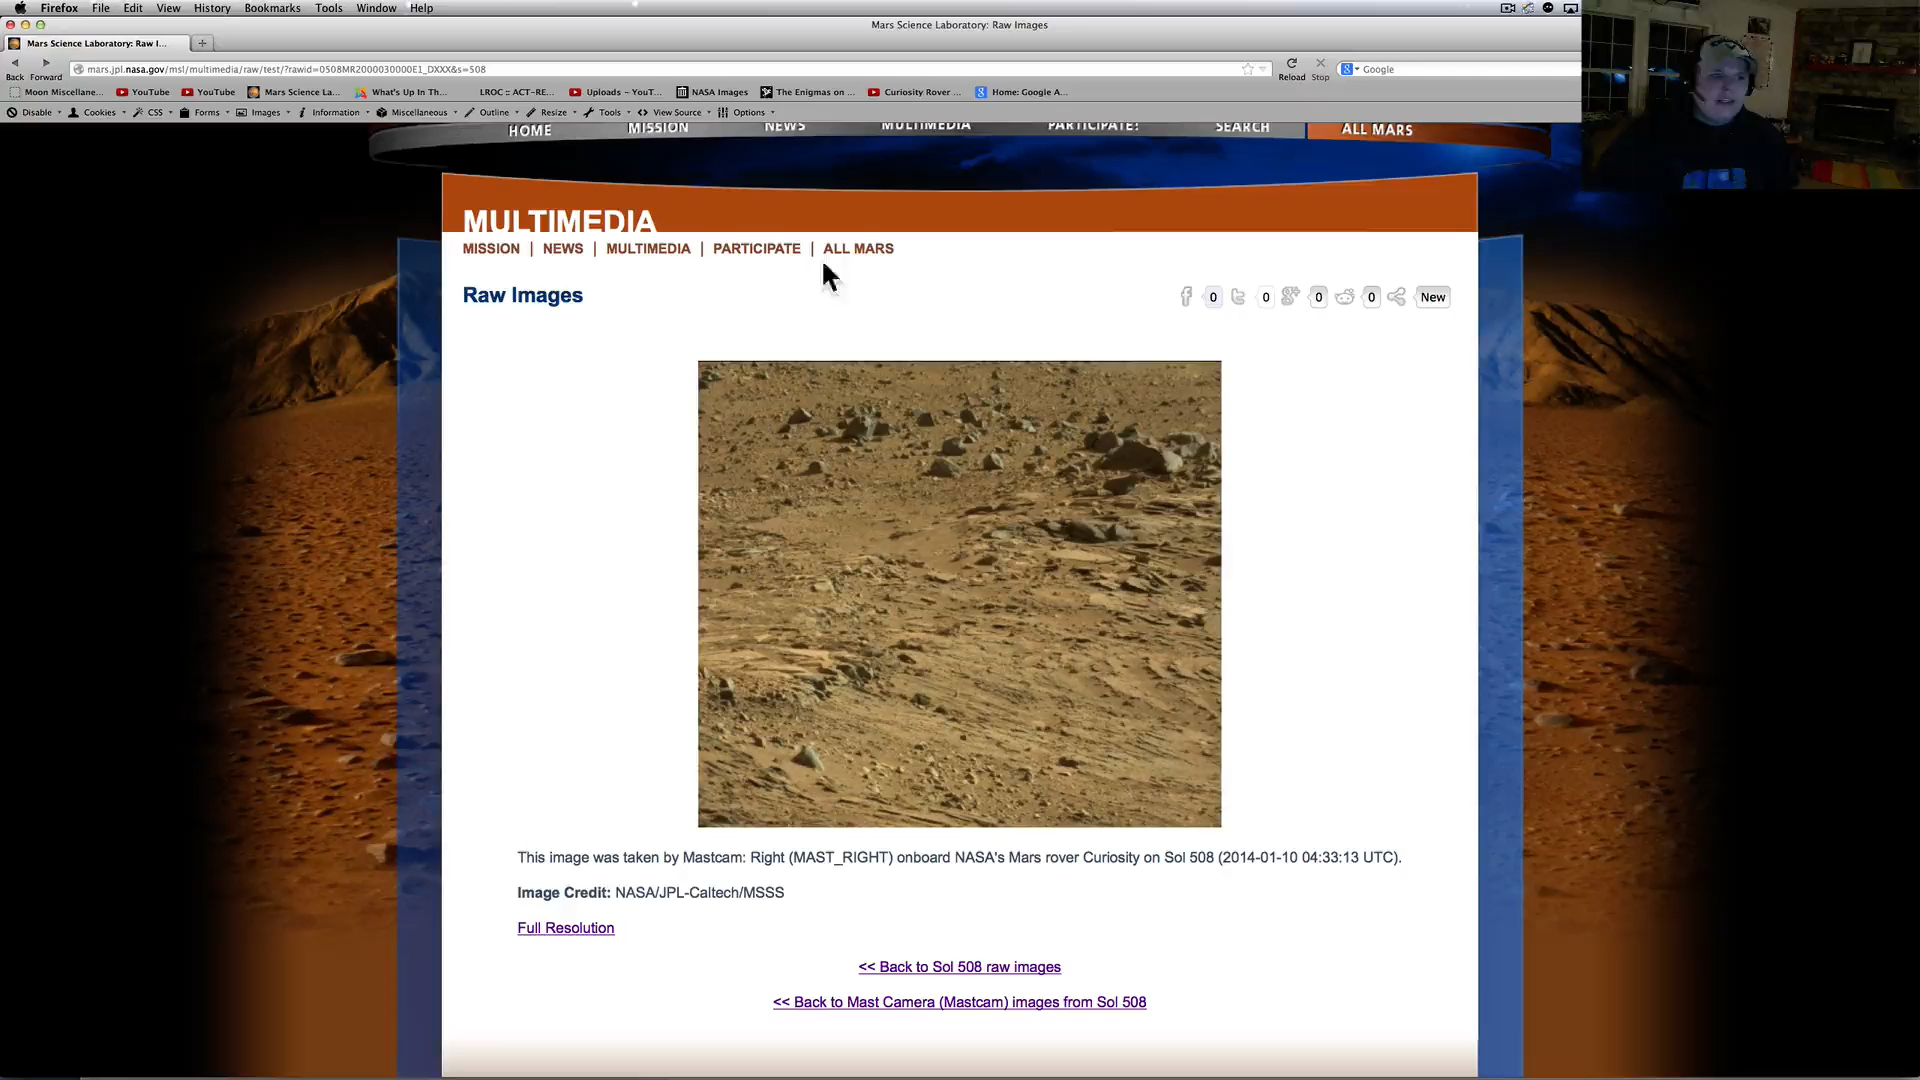 Firefox File Edit View History Bookmarks Tools Window Help
Mars Science Laboratory: Raw Images
Mars Science Laboratory: Raw I...
mars.jpl.nasa.gov/msl/multimedia/raw/test/?rawid=0508MR2000030000E1_DXXX&s=508
Google
Back Forward Reload Stop
Moon Miscellane... YouTube YouTube Mars Science La... What's Up In Th... LROC :: ACT-RE... Uploads - YouT... NASA Images The Enigmas on ... Curiosity Rover ... Home: Google A...
Disable Cookies CSS Forms Images Information Miscellaneous Outline Resize Tools View Source Options
HOME MISSION NEWS MULTIMEDIA PARTICIPATE! SEARCH ALL MARS
MULTIMEDIA
MISSION | NEWS | MULTIMEDIA | PARTICIPATE | ALL MARS
Raw Images
0 0 0 0 New
This image was taken by Mastcam: Right (MAST_RIGHT) onboard NASA's Mars rover Curiosity on Sol 508 (2014-01-10 04:33:13 UTC).
Image Credit: NASA/JPL-Caltech/MSSS
Full Resolution
<< Back to Sol 508 raw images
<< Back to Mast Camera (Mastcam) images from Sol 508